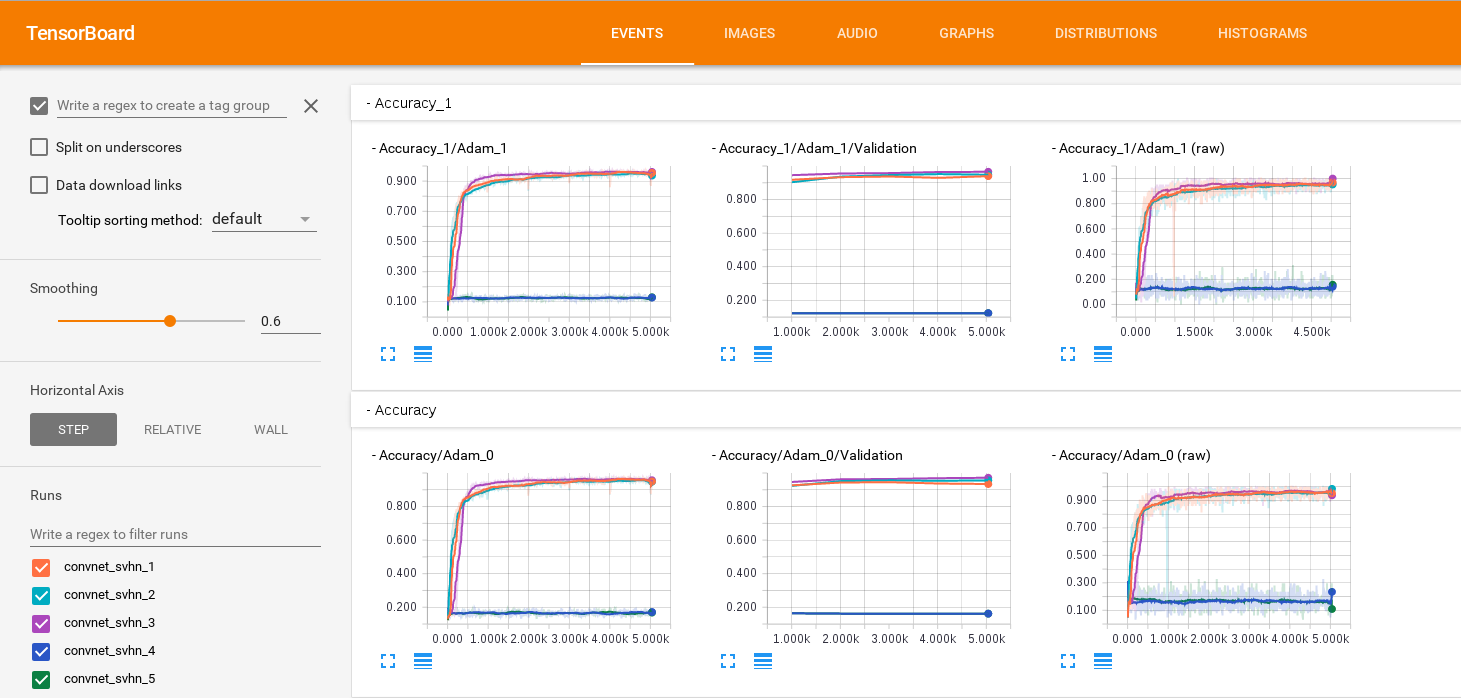 TensorBoard
EVENTS IMAGES AUDIO GRAPHS DISTRIBUTIONS HISTOGRAMS
Write a regex to create a tag group
Split on underscores
Data download links
Tooltip sorting method: default
Smoothing
0.6
Horizontal Axis
STEP RELATIVE WALL
Runs
Write a regex to filter runs
convnet_svhn_1
convnet_svhn_2
convnet_svhn_3
convnet_svhn_4
convnet_svhn_5
- Accuracy_1
- Accuracy_1/Adam_1
0.900
0.700
0.500
0.300
0.100
0.000 1.000k 2.000k 3.000k 4.000k 5.000k
- Accuracy_1/Adam_1/Validation
0.800
0.600
0.400
0.200
1.000k 2.000k 3.000k 4.000k 5.000k
- Accuracy_1/Adam_1 (raw)
1.00
0.800
0.600
0.400
0.200
0.00
0.000 1.500k 3.000k 4.500k
- Accuracy
- Accuracy/Adam_0
0.800
0.600
0.400
0.200
0.000 1.000k 2.000k 3.000k 4.000k 5.000k
- Accuracy/Adam_0/Validation
0.800
0.600
0.400
0.200
1.000k 2.000k 3.000k 4.000k 5.000k
- Accuracy/Adam_0 (raw)
0.900
0.700
0.500
0.300
0.100
0.000 1.000k 2.000k 3.000k 4.000k 5.000k